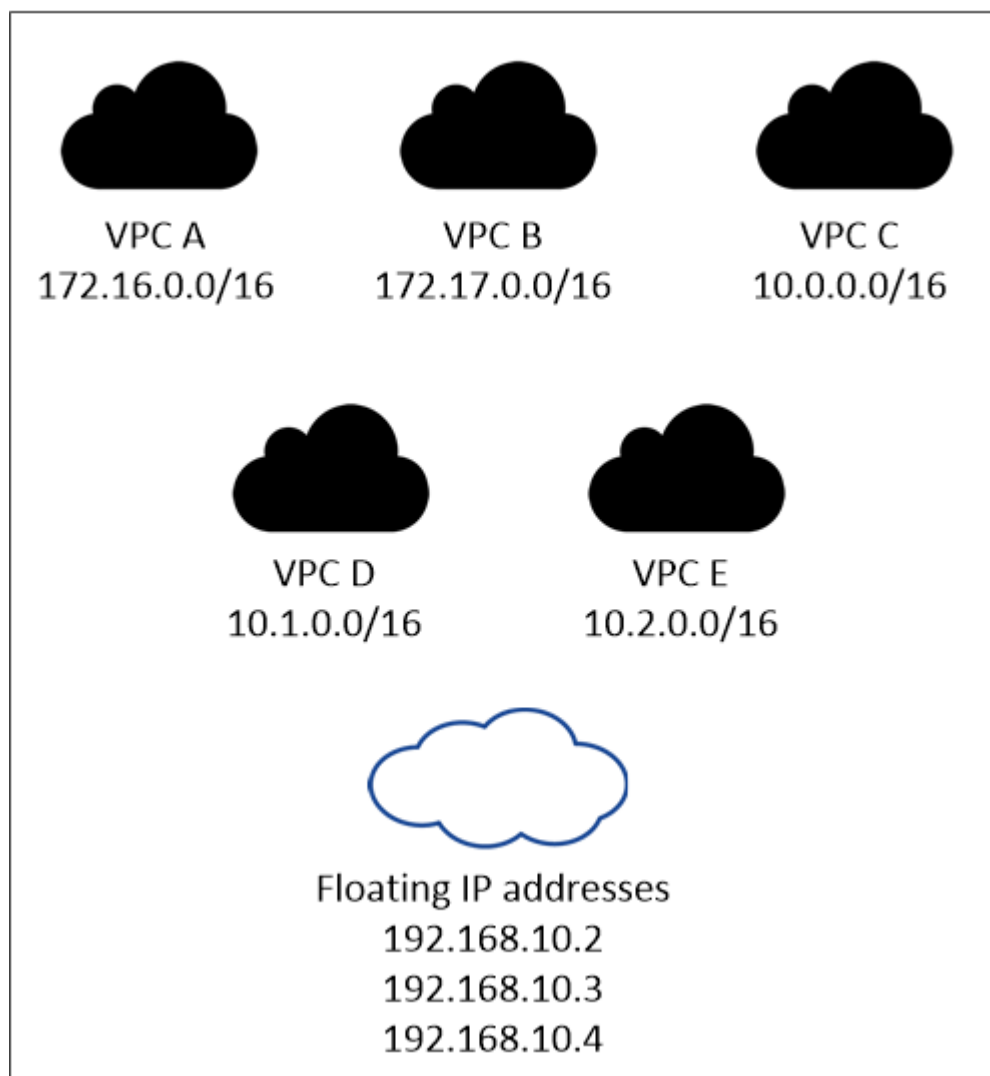 VPC A
172.16.0.0/16
VPC B
172.17.0.0/16
VPC C
10.0.0.0/16
VPC D
10.1.0.0/16
VPC E
10.2.0.0/16
Floating IP addresses
192.168.10.2
192.168.10.3
192.168.10.4